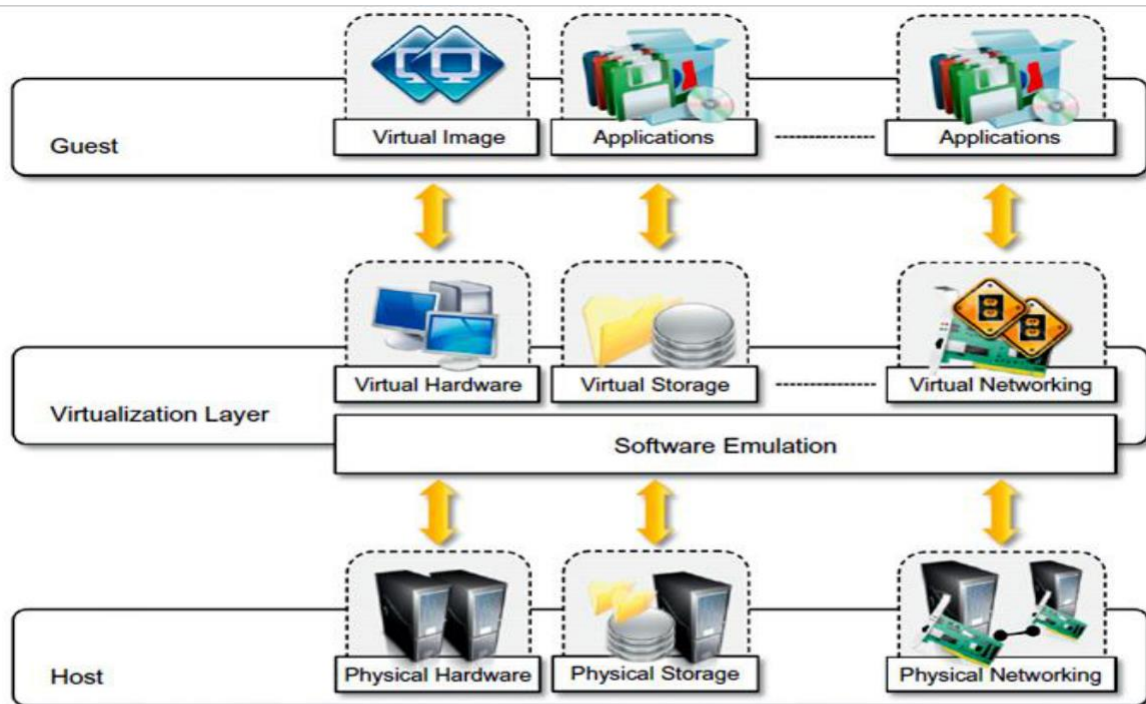 Guest
Virtual Image
Applications
Applications
Virtualization Layer
Virtual Hardware
Virtual Storage
Virtual Networking
Software Emulation
Host
Physical Hardware
Physical Storage
Physical Networking